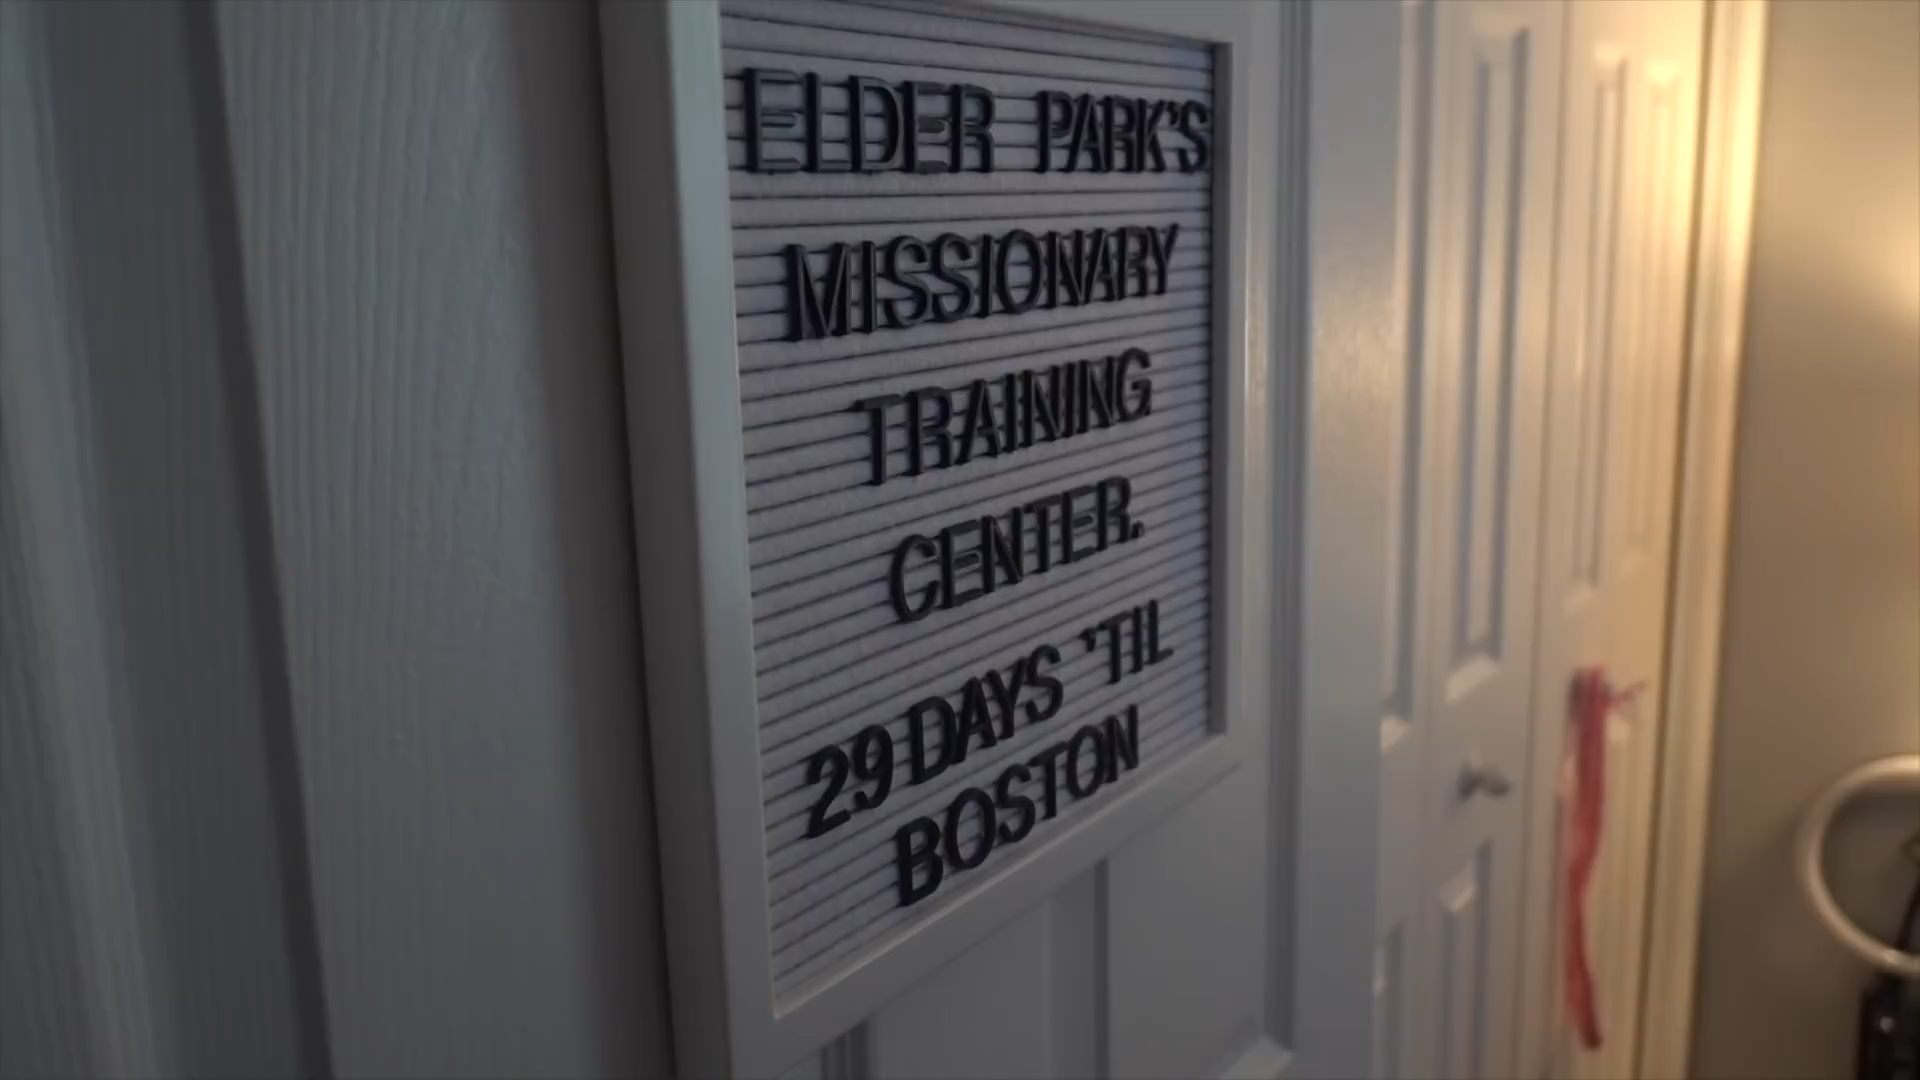 ELDER PARK'S
MISSIONARY
TRAINING
CENTER.
29 DAYS 'TIL
BOSTON